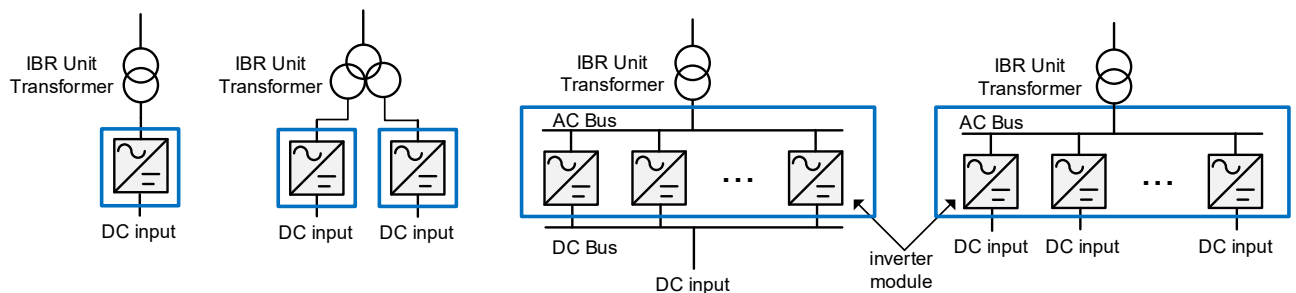 IBR Unit
Transformer
DC input
IBR Unit
Transformer
DC input
DC input
IBR Unit
Transformer
AC Bus
...
DC Bus
DC input
inverter
module
IBR Unit
Transformer
AC Bus
...
DC input
DC input
DC input